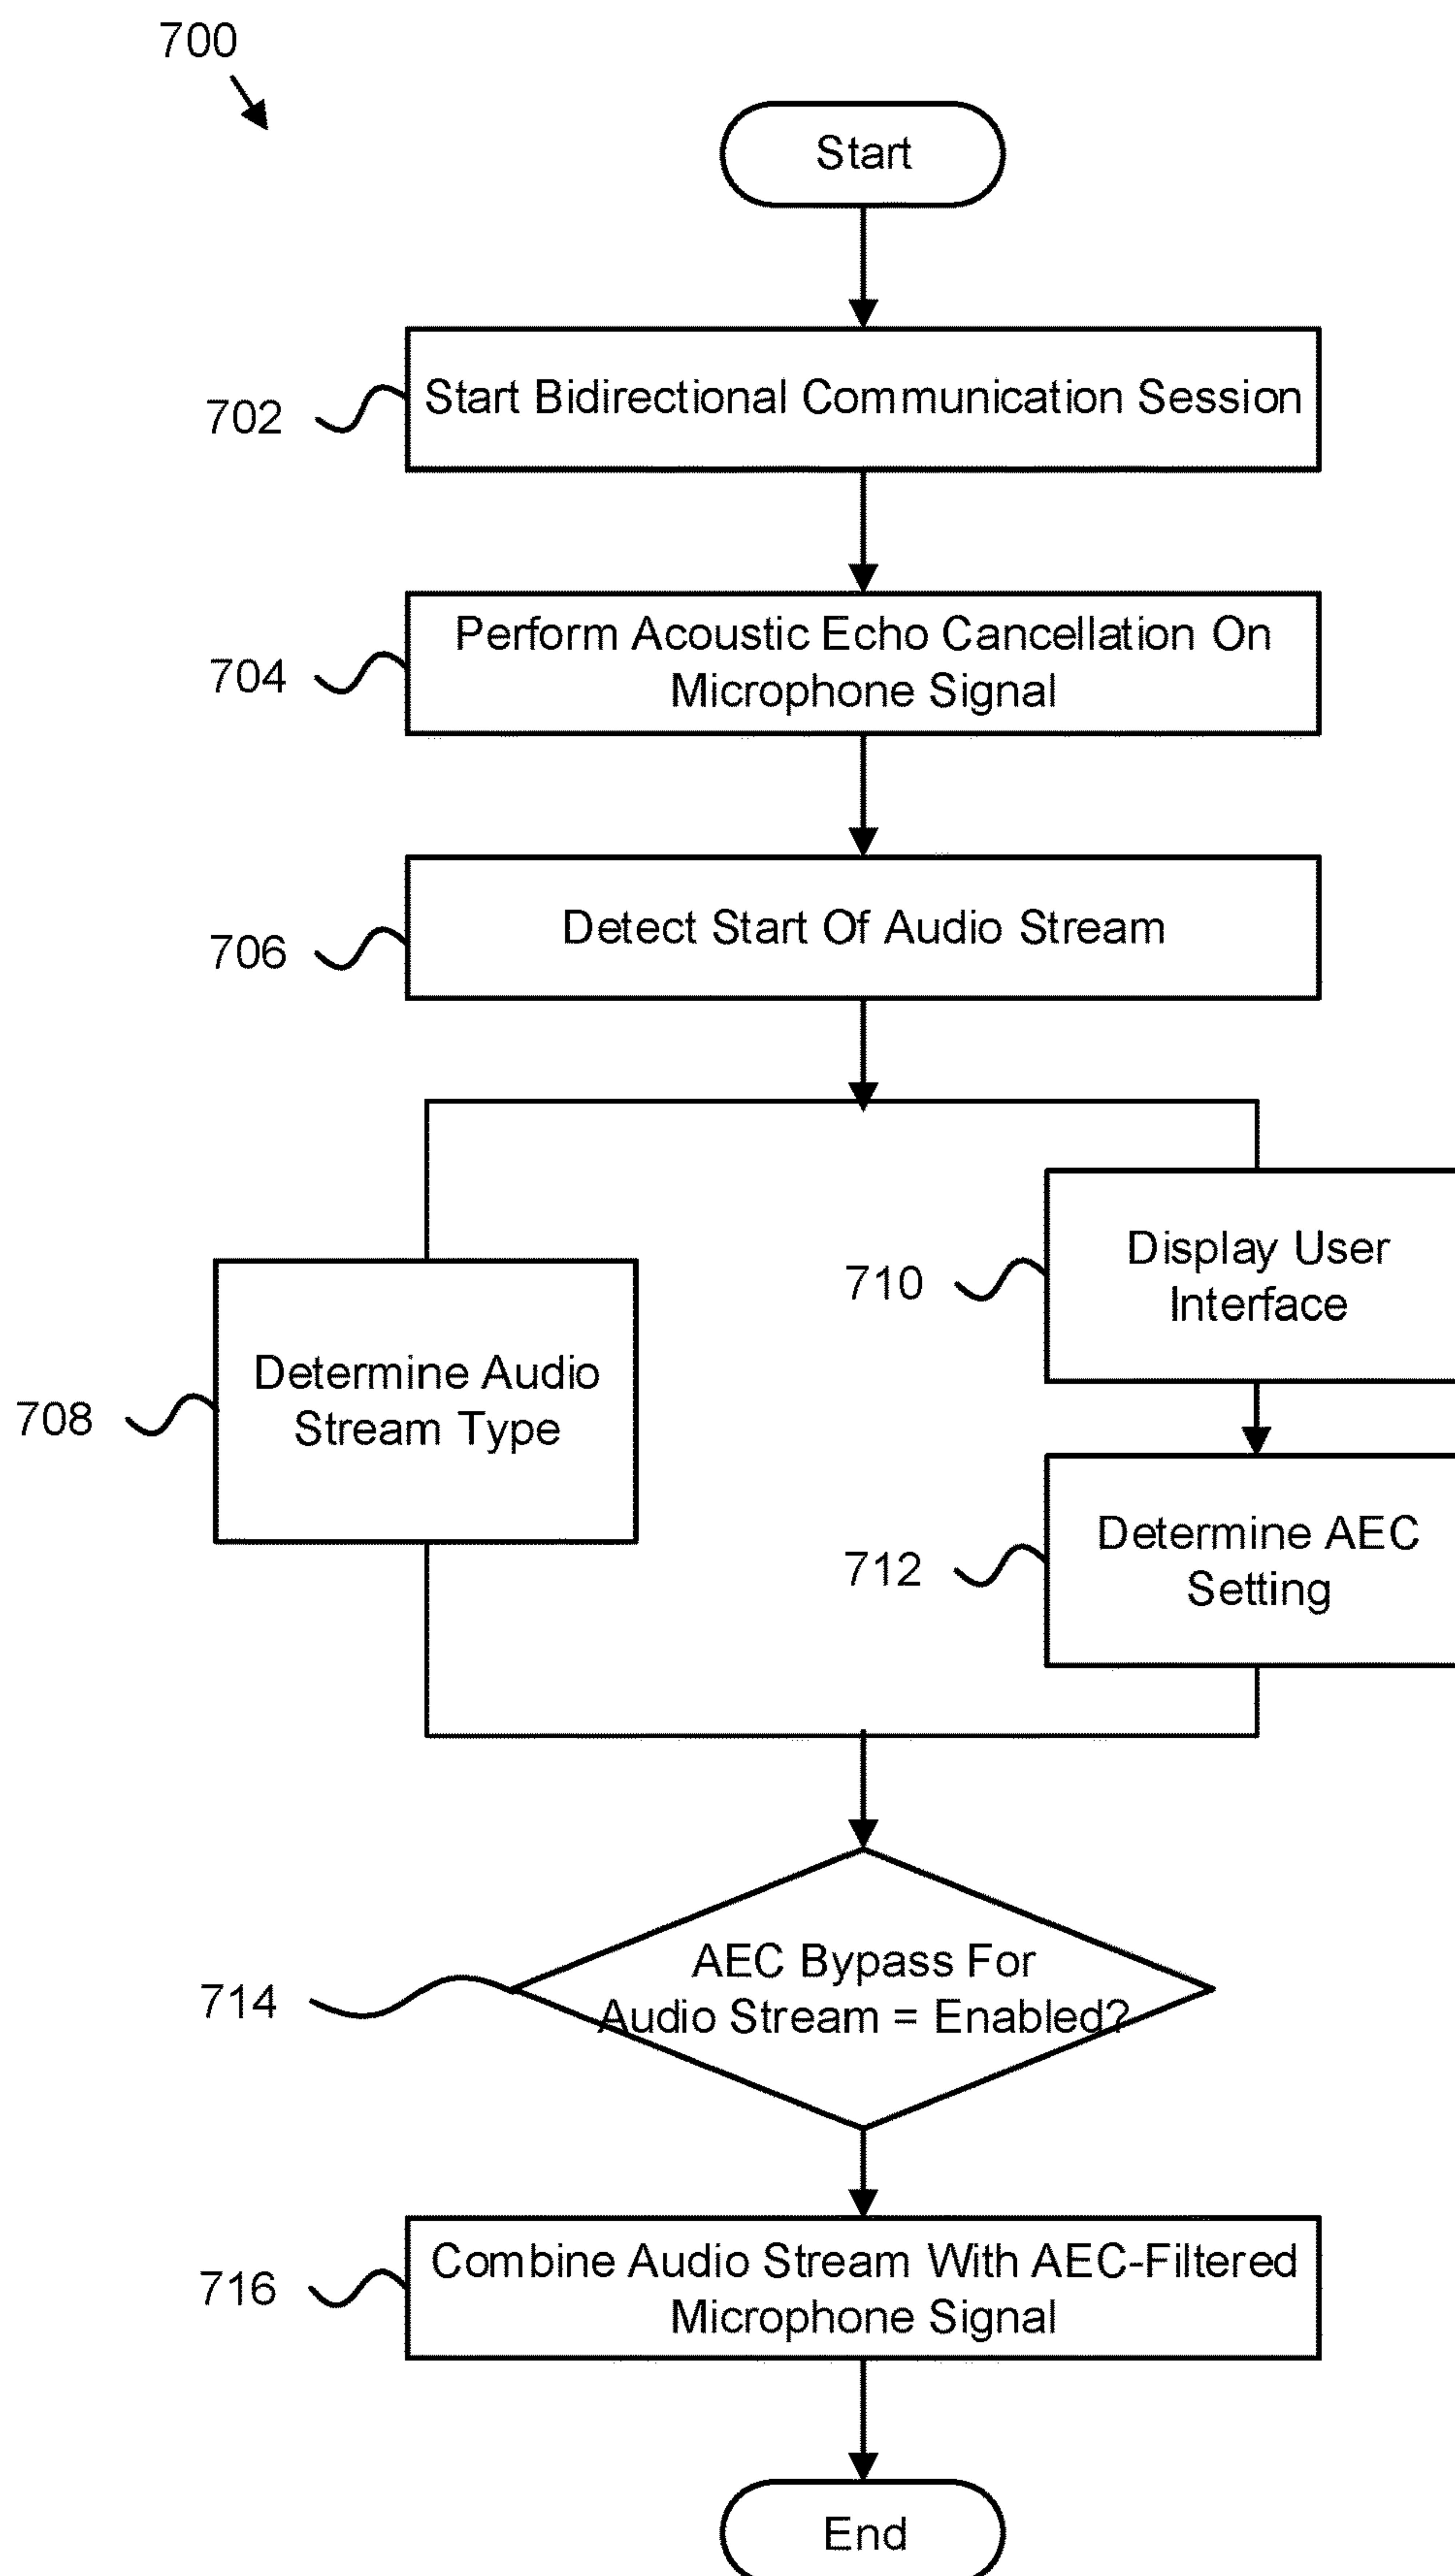 700
Start
702
Start Bidirectional Communication Session
704
Perform Acoustic Echo Cancellation On
Microphone Signal
706
Detect Start Of Audio Stream
708
Determine Audio
Stream Type
710
Display User
Interface
712
Determine AEC
Setting
714
AEC Bypass For
Audio Stream = Enabled?
716
Combine Audio Stream With AEC-Filtered
Microphone Signal
End